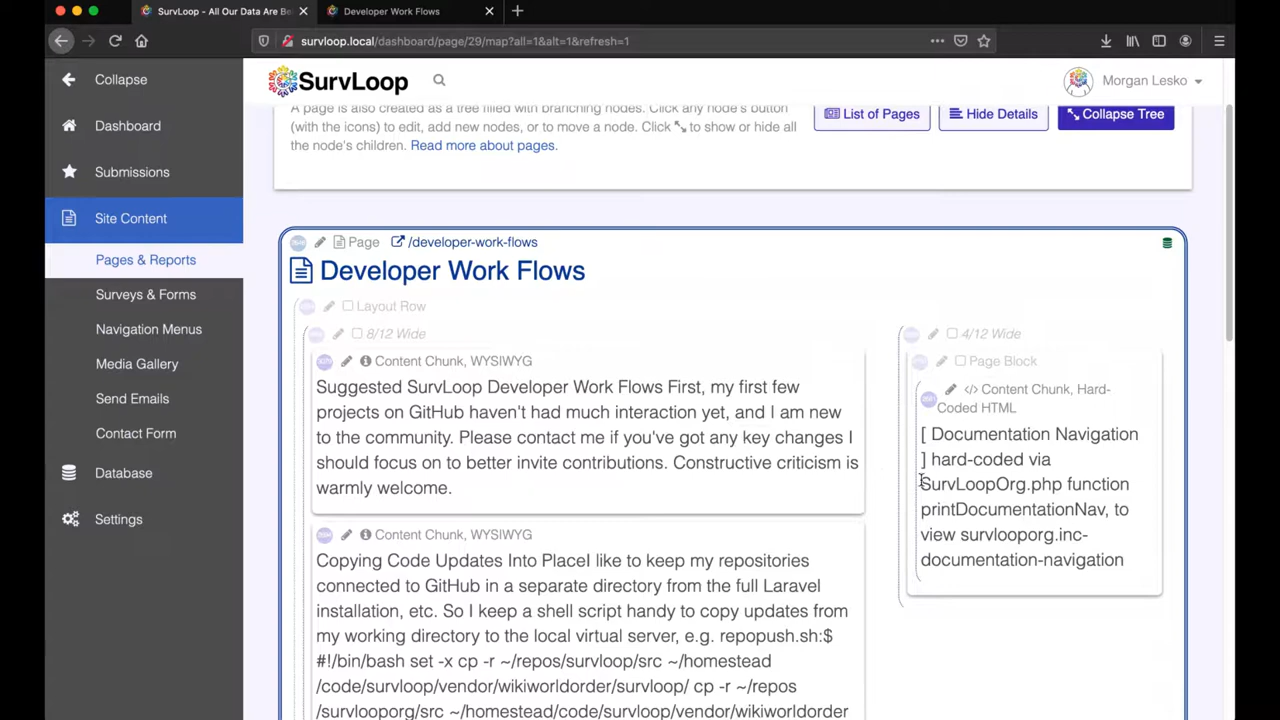 SurvLoop - All Our Data Are Be
Developer Work Flows
survloop.local/dashboard/page/29/map?all=1&alt=1&refresh=1
Collapse
SurvLoop
Morgan Lesko
A page is also created as a tree filled with branching nodes. Click any node's button
(with the icons) to edit, add new nodes, or to move a node. Click to show or hide all
the node's children. Read more about pages.
List of Pages
Hide Details
Collapse Tree
Dashboard
Submissions
Site Content
Pages & Reports
Surveys & Forms
Navigation Menus
Media Gallery
Send Emails
Contact Form
Database
Settings
Page /developer-work-flows
Developer Work Flows
Layout Row
8/12 Wide
Content Chunk, WYSIWYG
Suggested SurvLoop Developer Work Flows First, my first few
projects on GitHub haven't had much interaction yet, and I am new
to the community. Please contact me if you've got any key changes I
should focus on to better invite contributions. Constructive criticism is
warmly welcome.
Content Chunk, WYSIWYG
Copying Code Updates Into PlaceI like to keep my repositories
connected to GitHub in a separate directory from the full Laravel
installation, etc. So I keep a shell script handy to copy updates from
my working directory to the local virtual server, e.g. repopush.sh:$
#!/bin/bash set -x cp -r ~/repos/survloop/src ~/homestead
/code/survloop/vendor/wikiworldorder/survloop/ cp -r ~/repos
/survlooporg/src ~/homestead/code/survloop/vendor/wikiworldorder
4/12 Wide
Page Block
</> Content Chunk, Hard-
Coded HTML
[ Documentation Navigation
] hard-coded via
SurvLoopOrg.php function
printDocumentationNav, to
view survlooporg.inc-
documentation-navigation